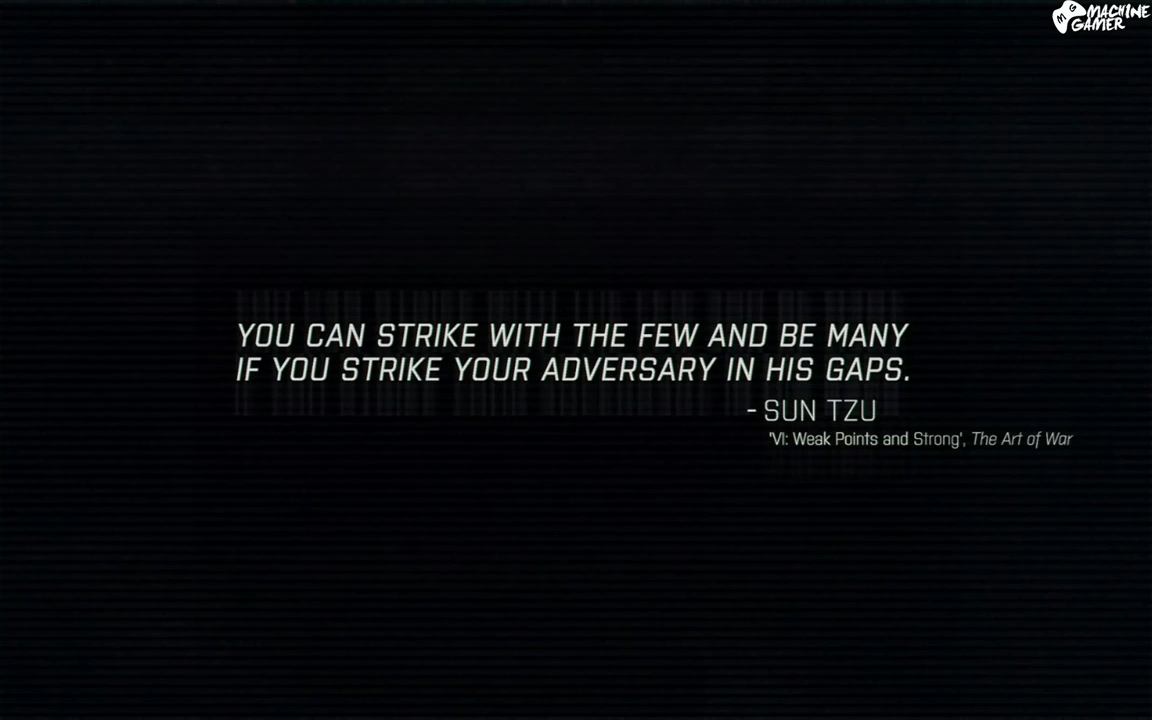 MG MACHINE
GAMER
YOU CAN STRIKE WITH THE FEW AND BE MANY
IF YOU STRIKE YOUR ADVERSARY IN HIS GAPS.
- SUN TZU
'VI: Weak Points and Strong', The Art of War